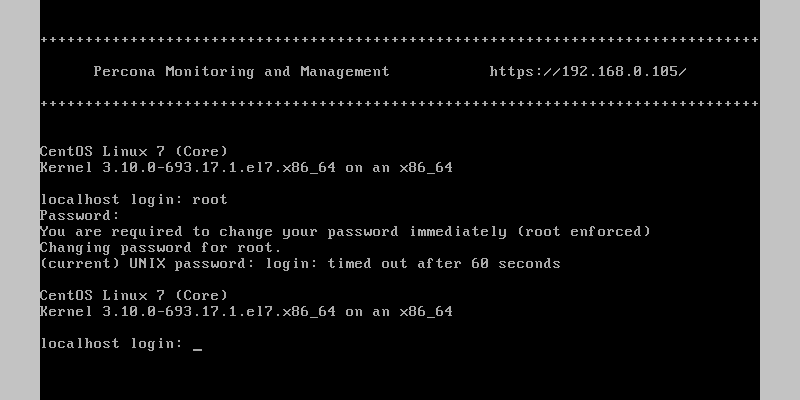 ++++++++++++++++++++++++++++++++++++++++++++++++++++++++++++++++++++++++++++++++
Percona Monitoring and Management https://192.168.0.105/
++++++++++++++++++++++++++++++++++++++++++++++++++++++++++++++++++++++++++++++++
CentOS Linux 7 (Core)
Kernel 3.10.0-693.17.1.el7.x86_64 on an x86_64
localhost login: root
Password:
You are required to change your password immediately (root enforced)
Changing password for root.
(current) UNIX password: login: timed out after 60 seconds
CentOS Linux 7 (Core)
Kernel 3.10.0-693.17.1.el7.x86_64 on an x86_64
localhost login: _